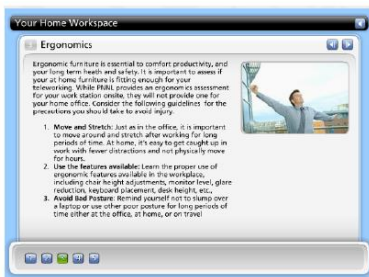 Your Home Workspace
Ergonomics
Ergonomic furniture is essential to comfort productivity, and
your long term heath and safety. It is important to assess if
your at home furniture is fitting enough for your
teleworking. While PNNL provides an ergonomics assessment
for your work station onsite, they will not provide one for
your home office. Consider the following guidelines for the
precautions you should take to avoid injury.
1. Move and Stretch: Just as in the office, it is important
to move around and stretch after working for long
periods of time. At home, it's easy to get caught up in
work with fewer distractions and not physically move
for hours.
2. Use the features available: Learn the proper use of
ergonomic features available in the workplace,
including chair height adjustments, monitor level, glare
reduction, keyboard placement, desk height, etc.,
3. Avoid Bad Posture: Remind yourself not to slump over
a laptop or use other poor posture for long periods of
time either at the office, at home, or on travel